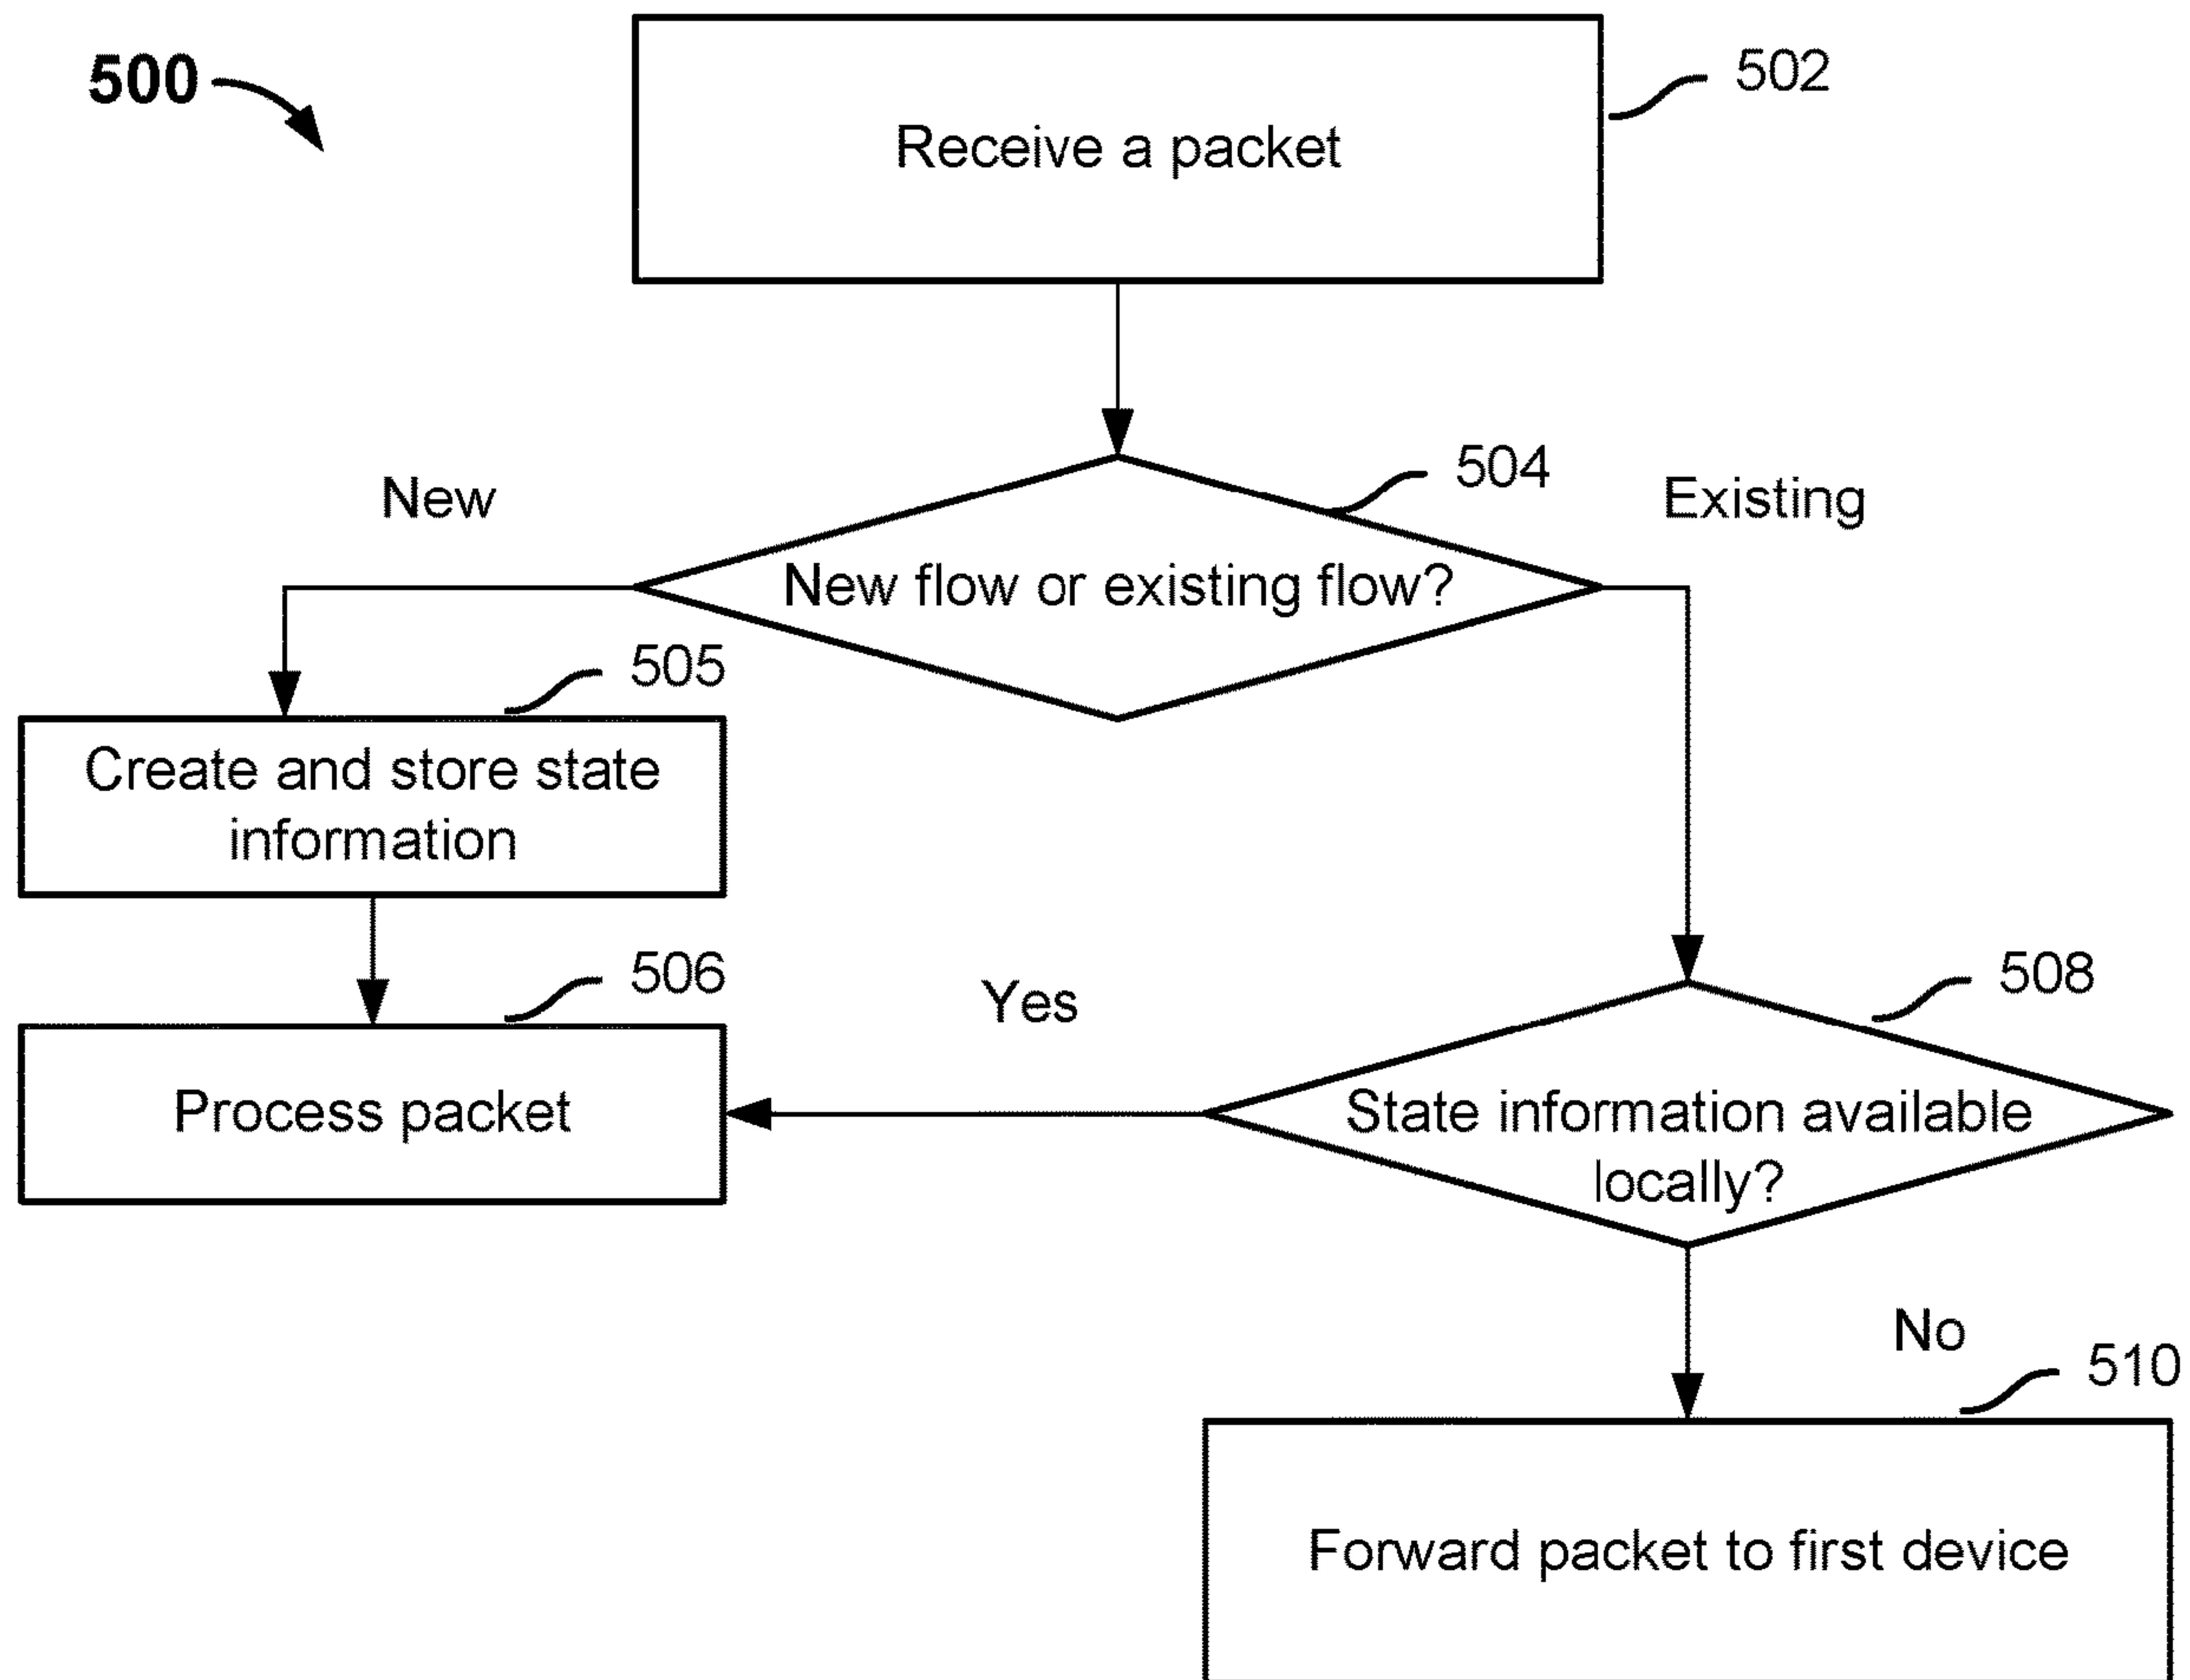 500
Receive a packet
502
504
New
Existing
New flow or existing flow?
505
Create and store state
information
506
508
Yes
Process packet
State information available
locally?
No
510
Forward packet to first device